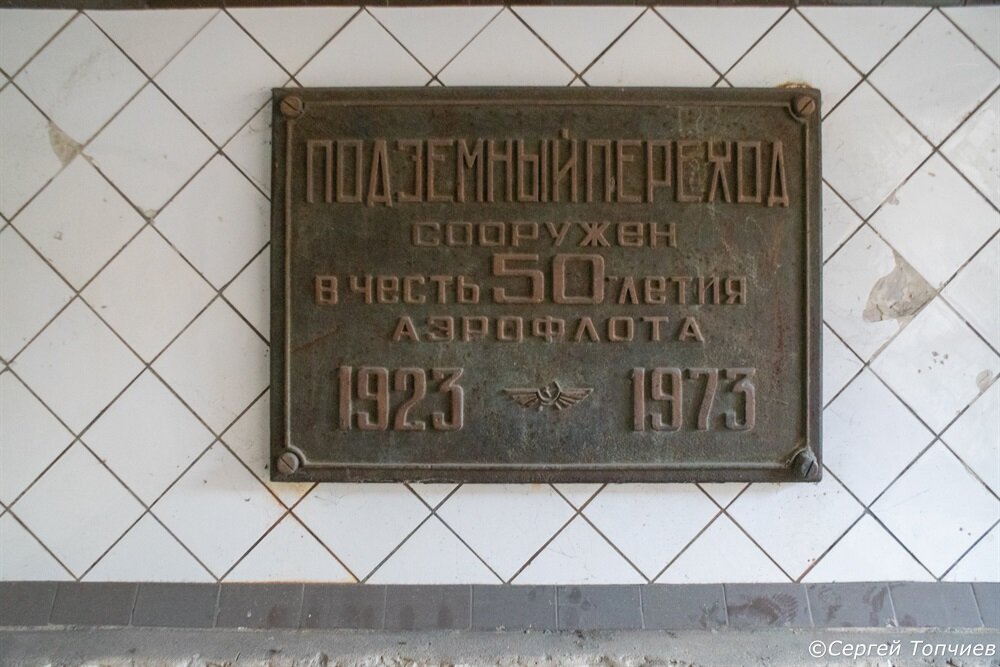 ПОДЗЕМНЫЙ ПЕРЕХОД
СООРУЖЕН
В ЧЕСТЬ 50-ЛЕТИЯ
АЭРОФЛОТА
1923 1973
©Сергей Топчиев